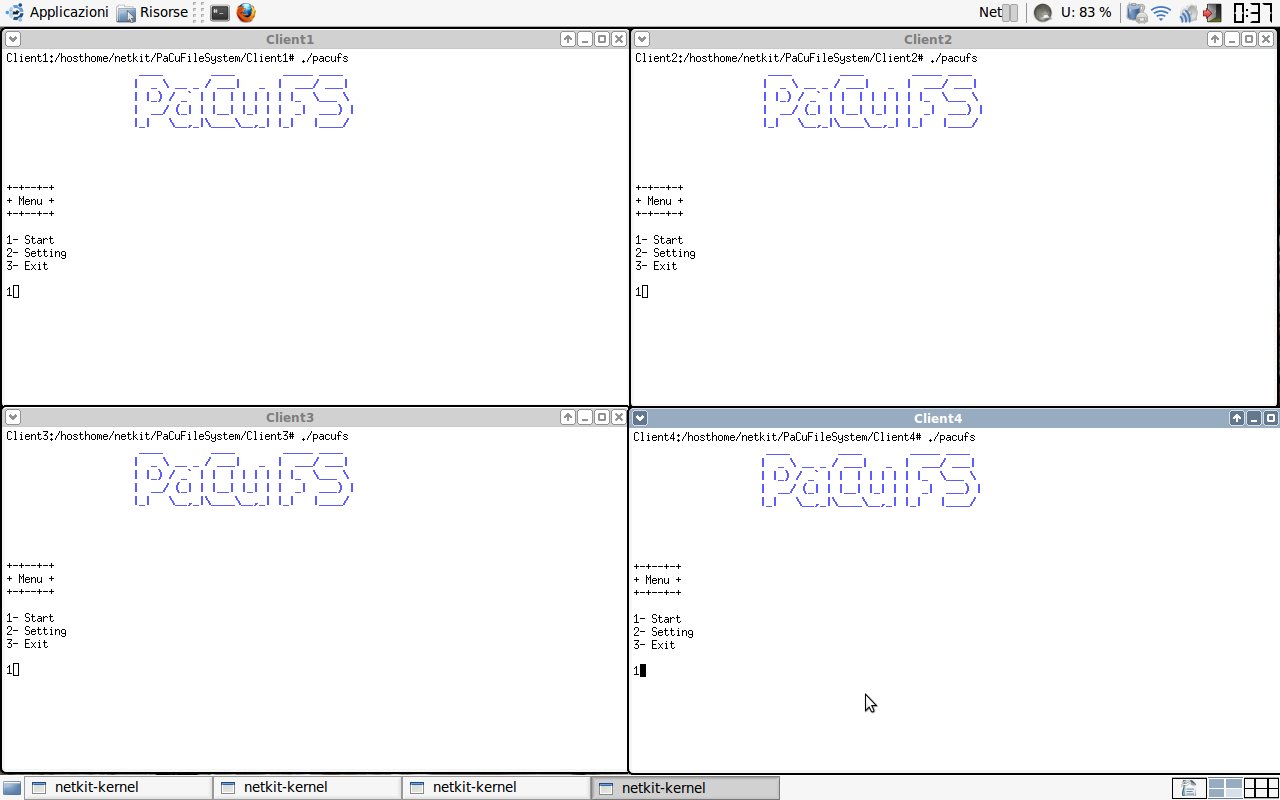 Applicazioni Risorse Net U: 83 % 0:37
Client1
Client1:/hosthome/netkit/PaCuFileSystem/Client1# ./pacufs
PaCuFS
+-+--+-+
+ Menu +
+-+--+-+
1- Start
2- Setting
3- Exit
1
Client2
Client2:/hosthome/netkit/PaCuFileSystem/Client2# ./pacufs
PaCuFS
+-+--+-+
+ Menu +
+-+--+-+
1- Start
2- Setting
3- Exit
1
Client3
Client3:/hosthome/netkit/PaCuFileSystem/Client3# ./pacufs
PaCuFS
+-+--+-+
+ Menu +
+-+--+-+
1- Start
2- Setting
3- Exit
1
Client4
Client4:/hosthome/netkit/PaCuFileSystem/Client4# ./pacufs
PaCuFS
+-+--+-+
+ Menu +
+-+--+-+
1- Start
2- Setting
3- Exit
1
netkit-kernel netkit-kernel netkit-kernel netkit-kernel